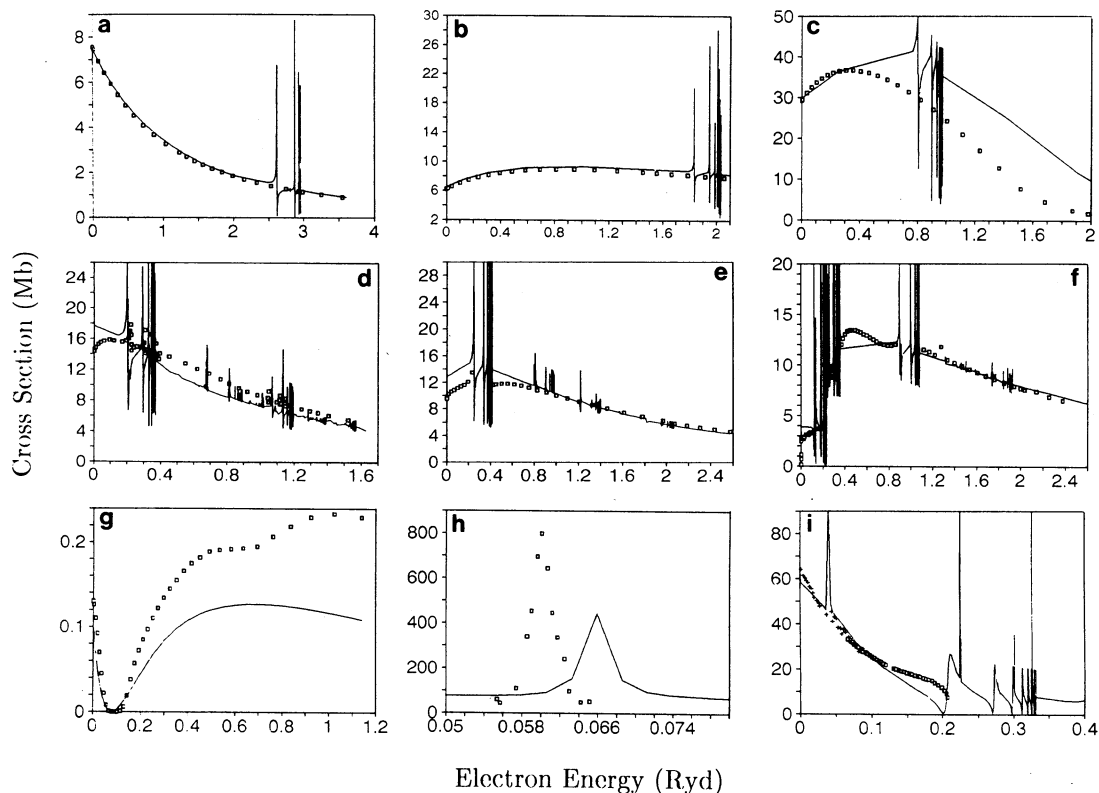 a
8
6
4
2
0
0 1 2 3 4
b
30
26
22
18
14
10
6
2
0 0.4 0.8 1.2 1.6 2
c
50
40
30
20
10
0
0 0.4 0.8 1.2 1.6 2
d
24
20
16
12
8
4
0
0 0.4 0.8 1.2 1.6
e
28
24
20
16
12
8
4
0
0 0.4 0.8 1.2 1.6 2 2.4
f
20
15
10
5
0
0 0.4 0.8 1.2 1.6 2 2.4
g
0.2
0.1
0
0 0.2 0.4 0.6 0.8 1 1.2
h
800
600
400
200
0
0.05 0.058 0.066 0.074
i
80
60
40
20
0
0 0.1 0.2 0.3 0.4
Cross Section (Mb)
Electron Energy (Ryd)